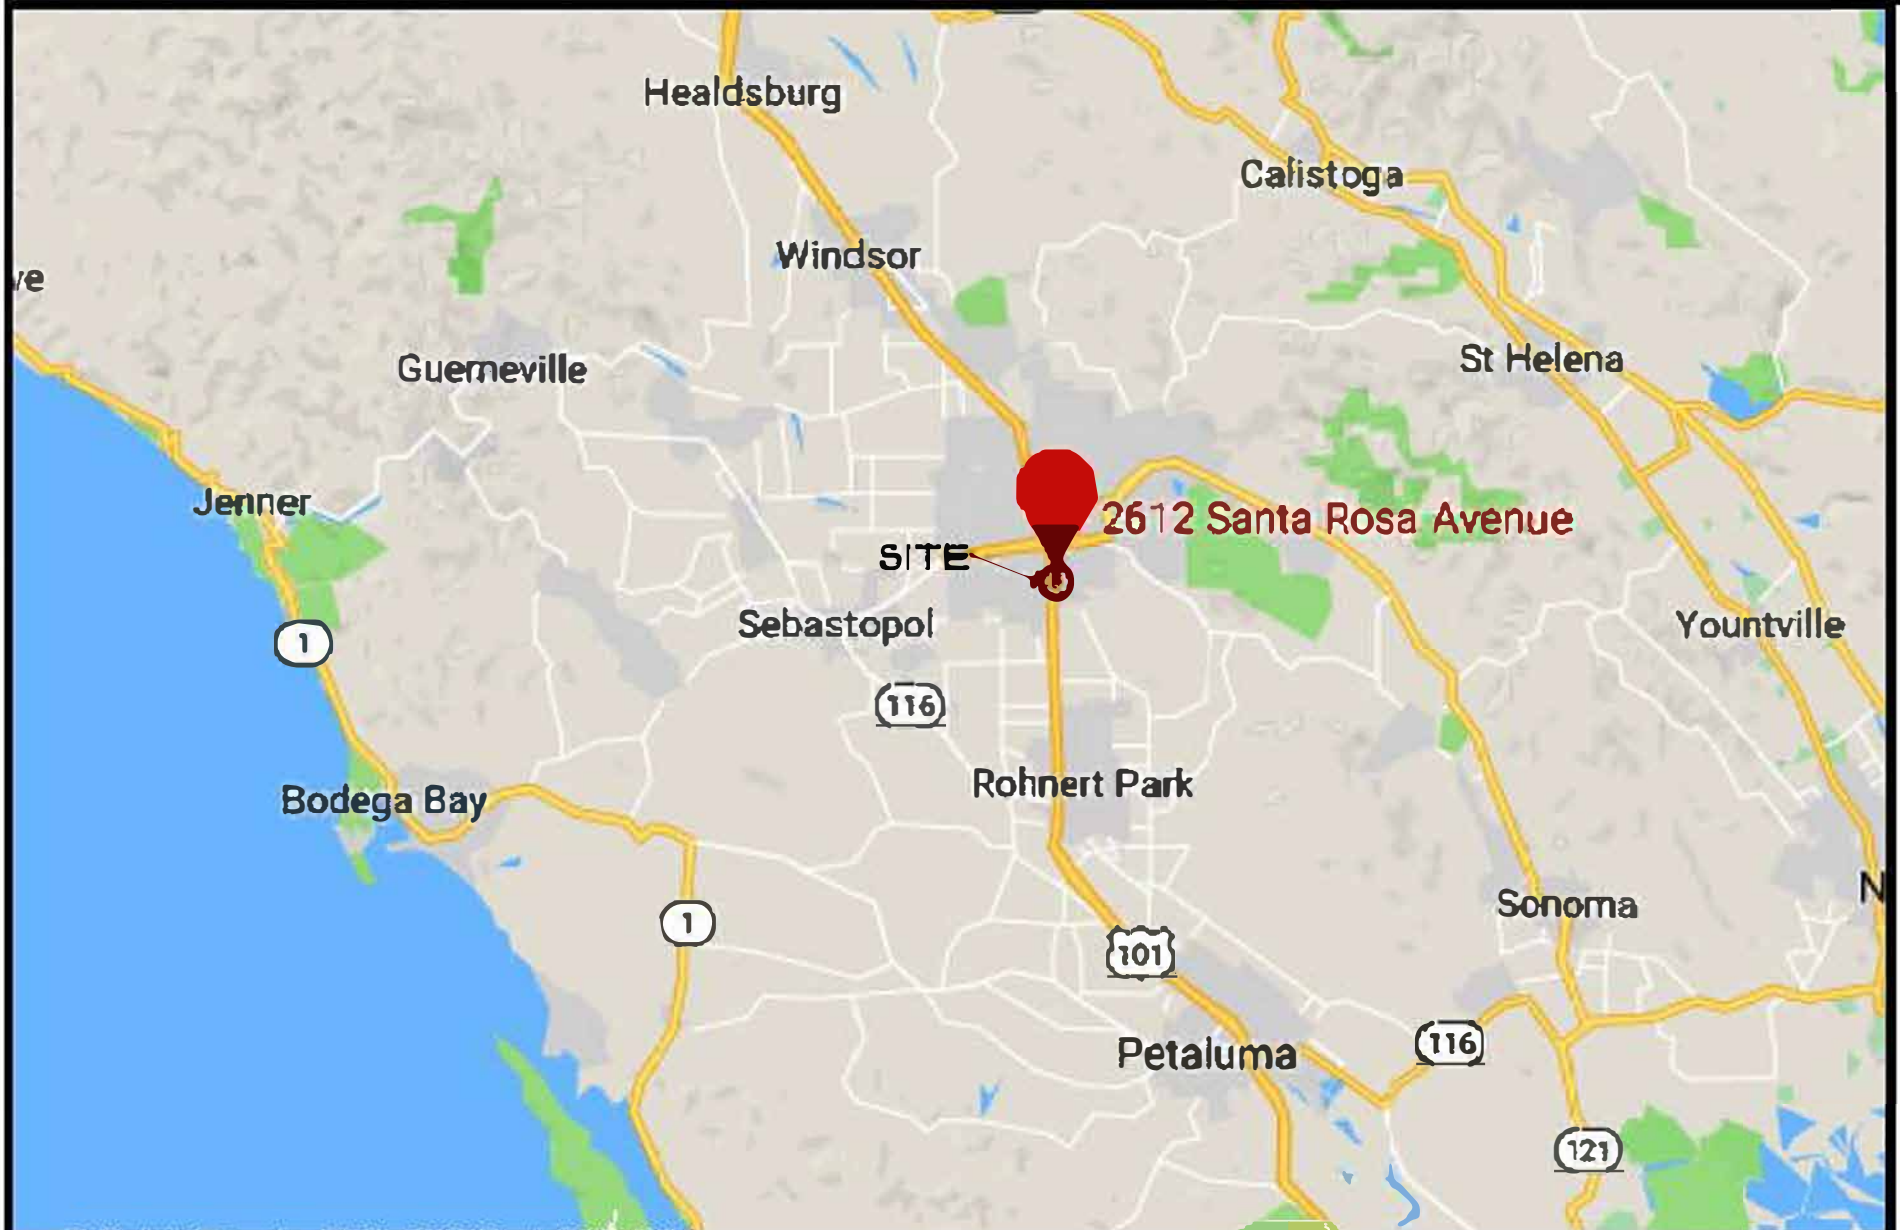 Healdsburg
Calistoga
Windsor
ve
St Helena
Guerneville
Jenner
2612 Santa Rosa Avenue
SITE
Sebastopol
Yountville
1
116
Rohnert Park
Bodega Bay
N
Sonoma
1
101
116
Petaluma
121